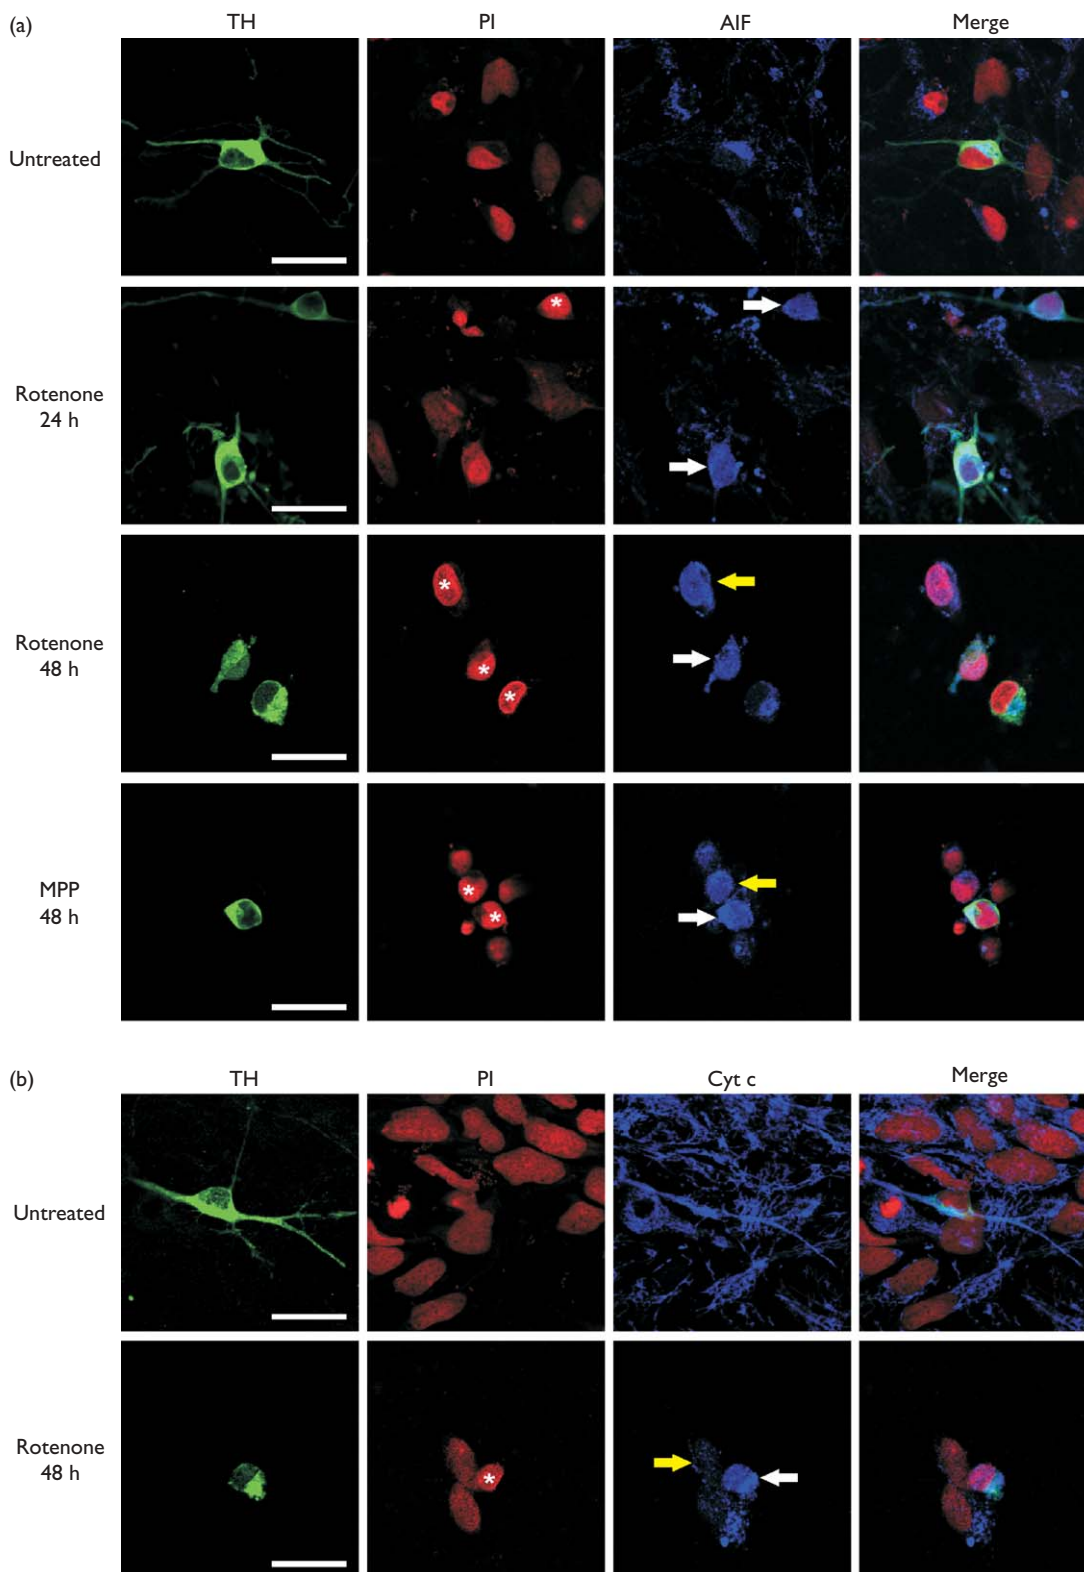 (a)
TH PI AIF Merge
Untreated
*
Rotenone
24 h
*
Rotenone
48 h
*
*
MPP
48 h
*
*
(b)
TH PI Cyt c Merge
Untreated
Rotenone
48 h
*